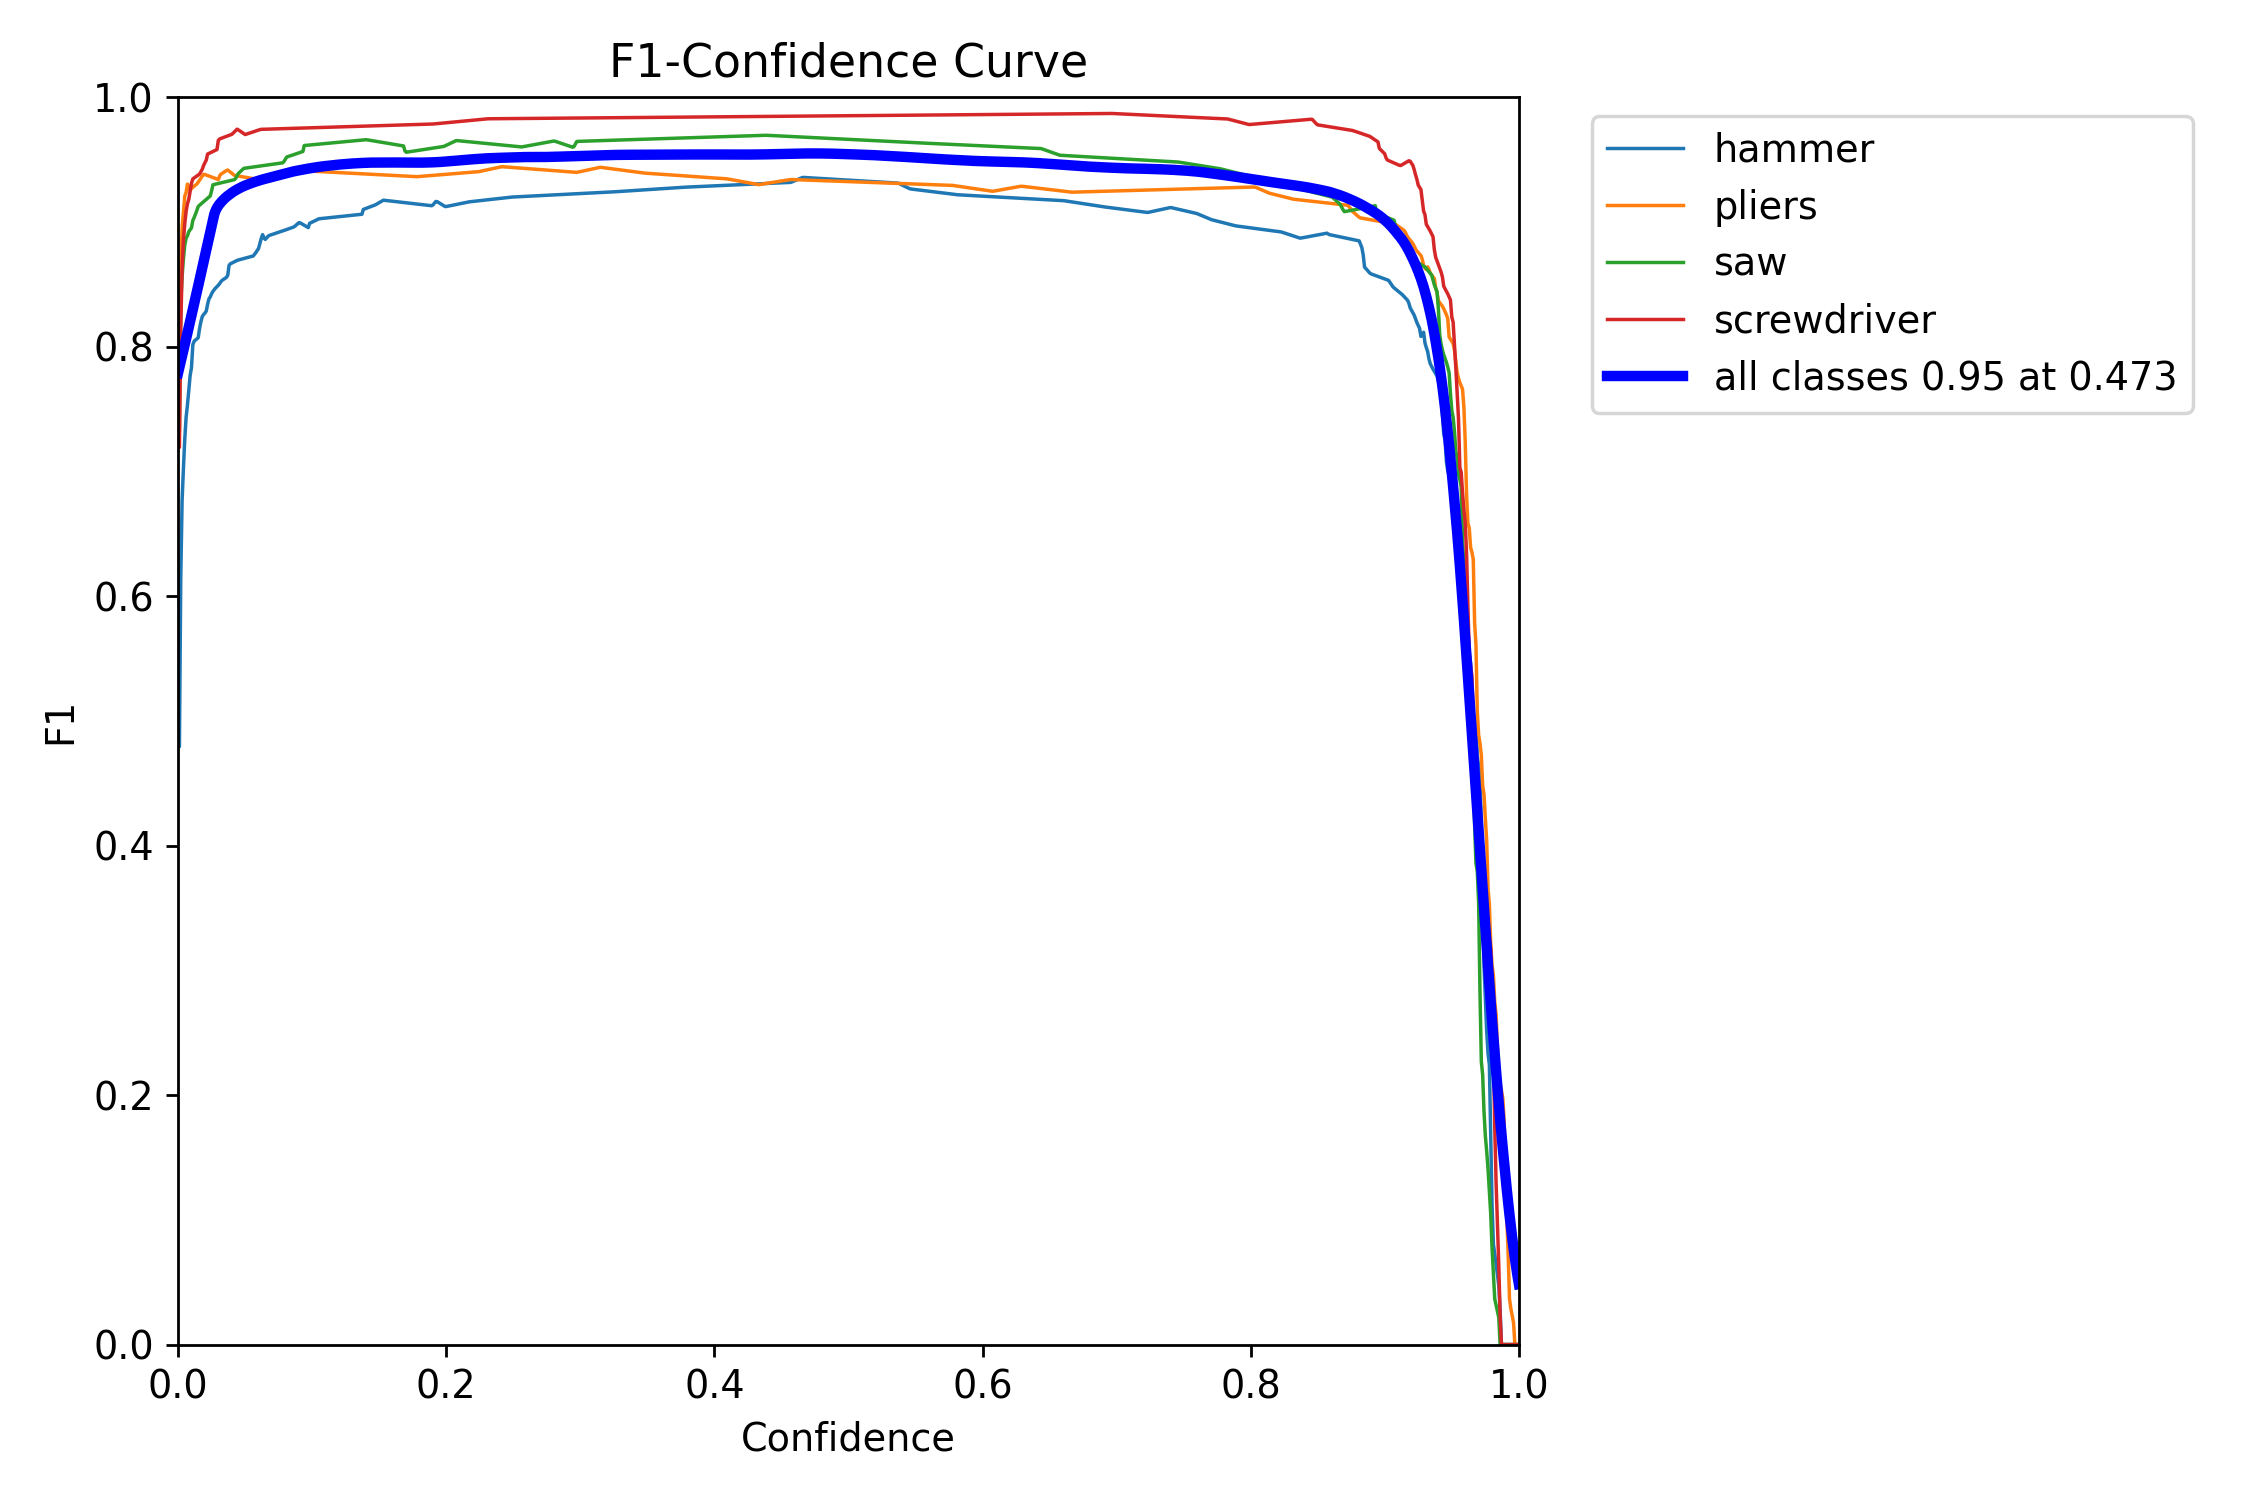 F1-Confidence Curve
1.0
0.8
0.6
0.4
0.2
0.0
F1
0.0 0.2 0.4 0.6 0.8 1.0
Confidence
hammer
pliers
saw
screwdriver
all classes 0.95 at 0.473